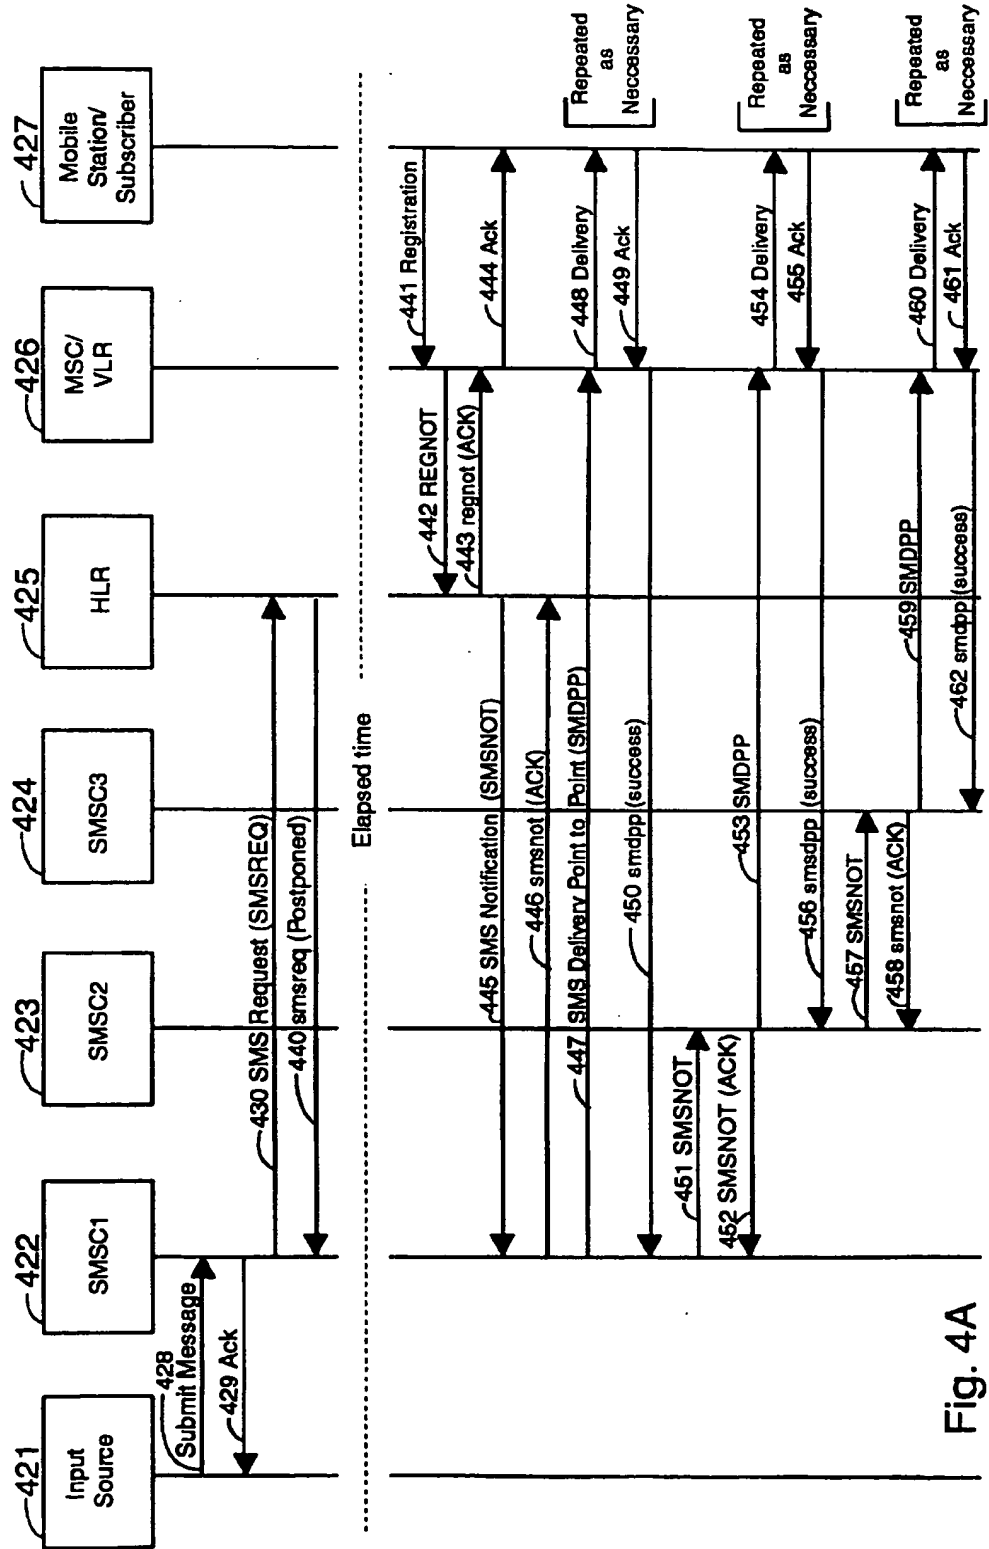 421
Input
Source
422
SMSC1
423
SMSC2
424
SMSC3
425
HLR
426
MSC/
VLR
427
Mobile
Station/
Subscriber
428
Submit Message
429 Ack
430 SMS Request (SMSREQ)
440 smsreq (Postponed)
Elapsed time
441 Registration
442 REGNOT
443 regnot (ACK)
444 Ack
445 SMS Notification (SMSNOT)
446 smsnot (ACK)
447 SMS Delivery Point to Point (SMDPP)
448 Delivery
449 Ack
Repeated
as
Neccessary
450 smdpp (success)
451 SMSNOT
452 SMSNOT (ACK)
453 SMDPP
454 Delivery
455 Ack
Repeated
as
Neccessary
456 smsdpp (success)
457 SMSNOT
458 smsnot (ACK)
459 SMDPP
460 Delivery
461 Ack
Repeated
as
Neccessary
462 smdpp (success)
Fig. 4A